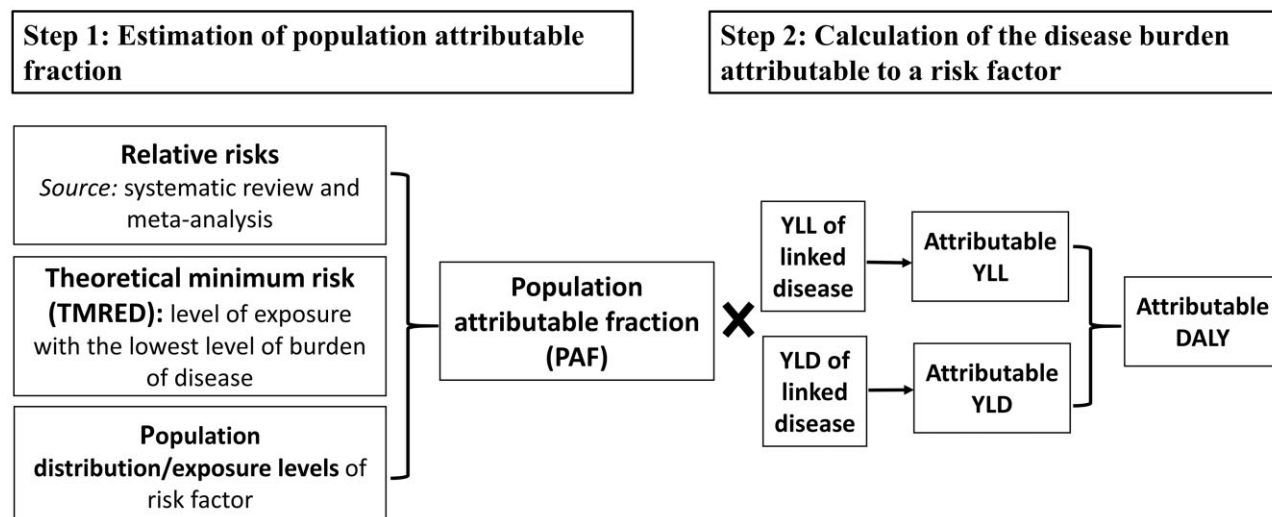 Step 1: Estimation of population attributable
fraction
Step 2: Calculation of the disease burden
attributable to a risk factor
Relative risks
Source: systematic review and
meta-analysis
Theoretical minimum risk
(TMRED): level of exposure
with the lowest level of burden
of disease
Population
distribution/exposure levels of
risk factor
Population
attributable fraction
(PAF)
×
YLL of
linked
disease
Attributable
YLL
YLD of
linked
disease
Attributable
YLD
Attributable
DALY